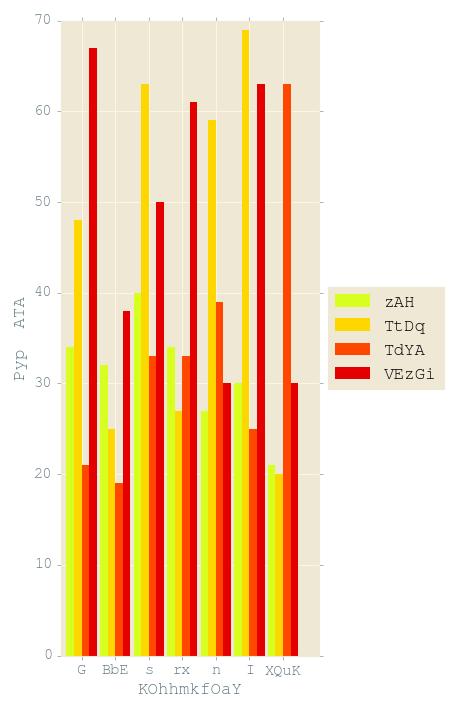 70
60
50
40
30
20
10
0
Pyp  ATA
G BbE s rx n I XQuK
KOhhmkfOaY
zAH
TtDq
TdYA
VEzGi